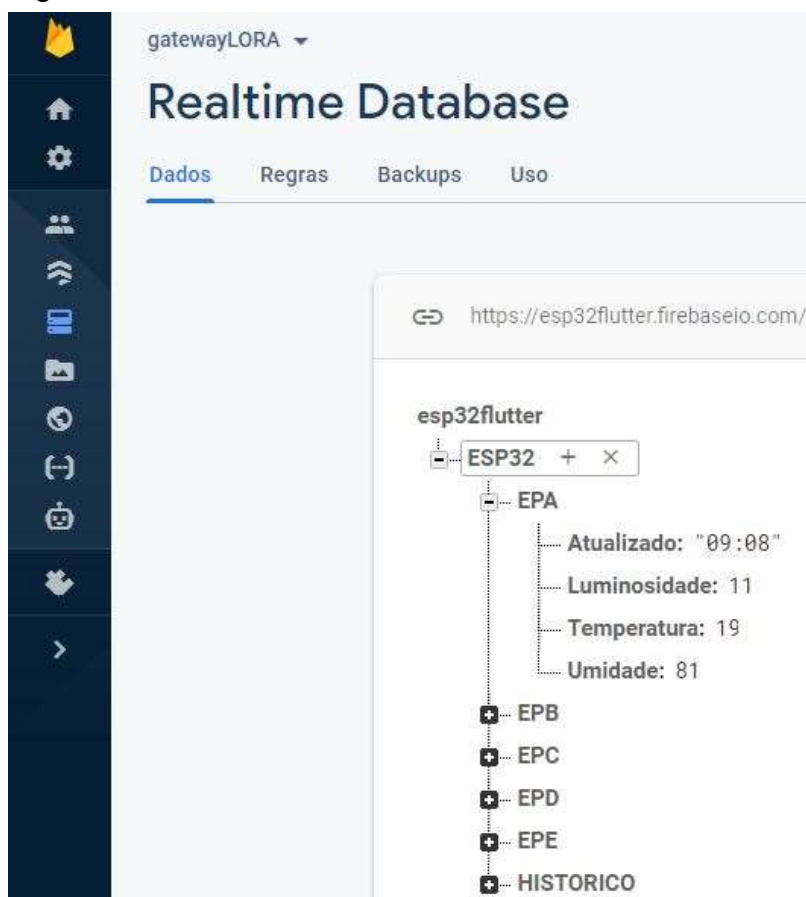 gatewayLORA
Realtime Database
Dados Regras Backups Uso
https://esp32flutter.firebaseio.com/
esp32flutter
ESP32 + ×
EPA
Atualizado: "09:08"
Luminosidade: 11
Temperatura: 19
Umidade: 81
EPB
EPC
EPD
EPE
HISTORICO